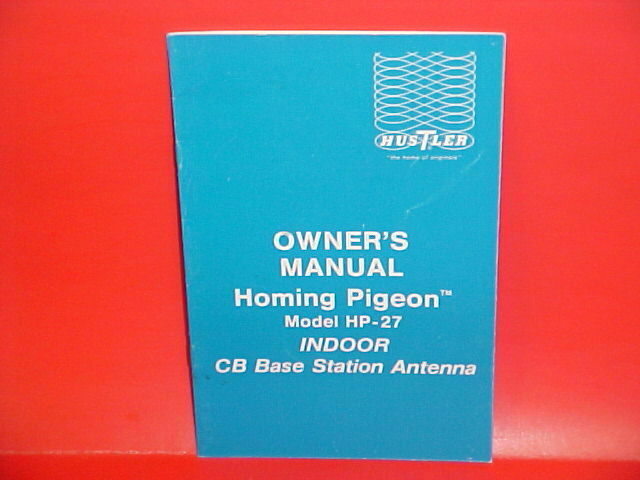 HUSTLER
"the home of originals"
OWNER'S
MANUAL
Homing Pigeon™
Model HP-27
INDOOR
CB Base Station Antenna